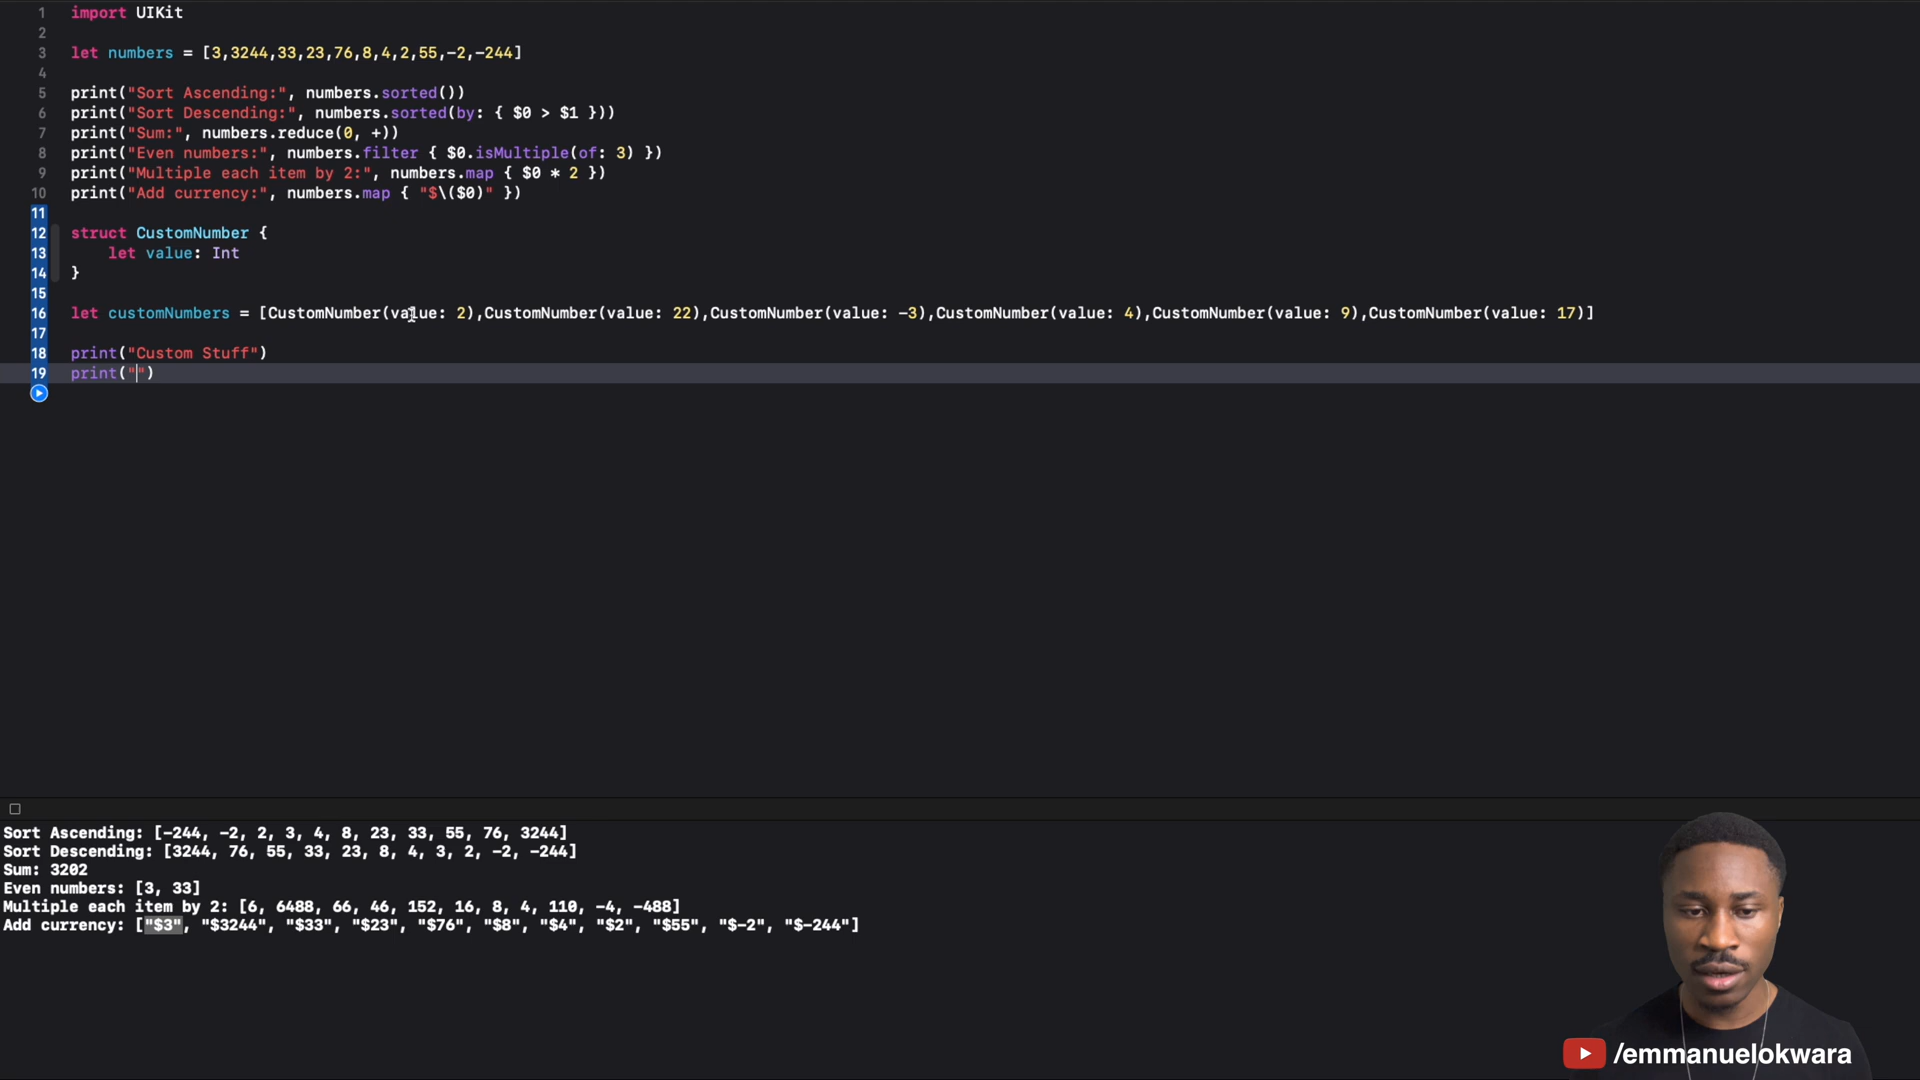 1 import UIKit
2
3 let numbers = [3,3244,33,23,76,8,4,2,55,-2,-244]
4
5 print("Sort Ascending:", numbers.sorted())
6 print("Sort Descending:", numbers.sorted(by: { $0 > $1 }))
7 print("Sum:", numbers.reduce(0, +))
8 print("Even numbers:", numbers.filter { $0.isMultiple(of: 3) })
9 print("Multiple each item by 2:", numbers.map { $0 * 2 })
10 print("Add currency:", numbers.map { "$\($0)" })
11
12 struct CustomNumber {
13 let value: Int
14 }
15
16 let customNumbers = [CustomNumber(value: 2),CustomNumber(value: 22),CustomNumber(value: -3),CustomNumber(value: 4),CustomNumber(value: 9),CustomNumber(value: 17)]
17
18 print("Custom Stuff")
19 print("")
Sort Ascending: [-244, -2, 2, 3, 4, 8, 23, 33, 55, 76, 3244]
Sort Descending: [3244, 76, 55, 33, 23, 8, 4, 3, 2, -2, -244]
Sum: 3202
Even numbers: [3, 33]
Multiple each item by 2: [6, 6488, 66, 46, 152, 16, 8, 4, 110, -4, -488]
Add currency: ["$3", "$3244", "$33", "$23", "$76", "$8", "$4", "$2", "$55", "$-2", "$-244"]
/emmanuelokwara